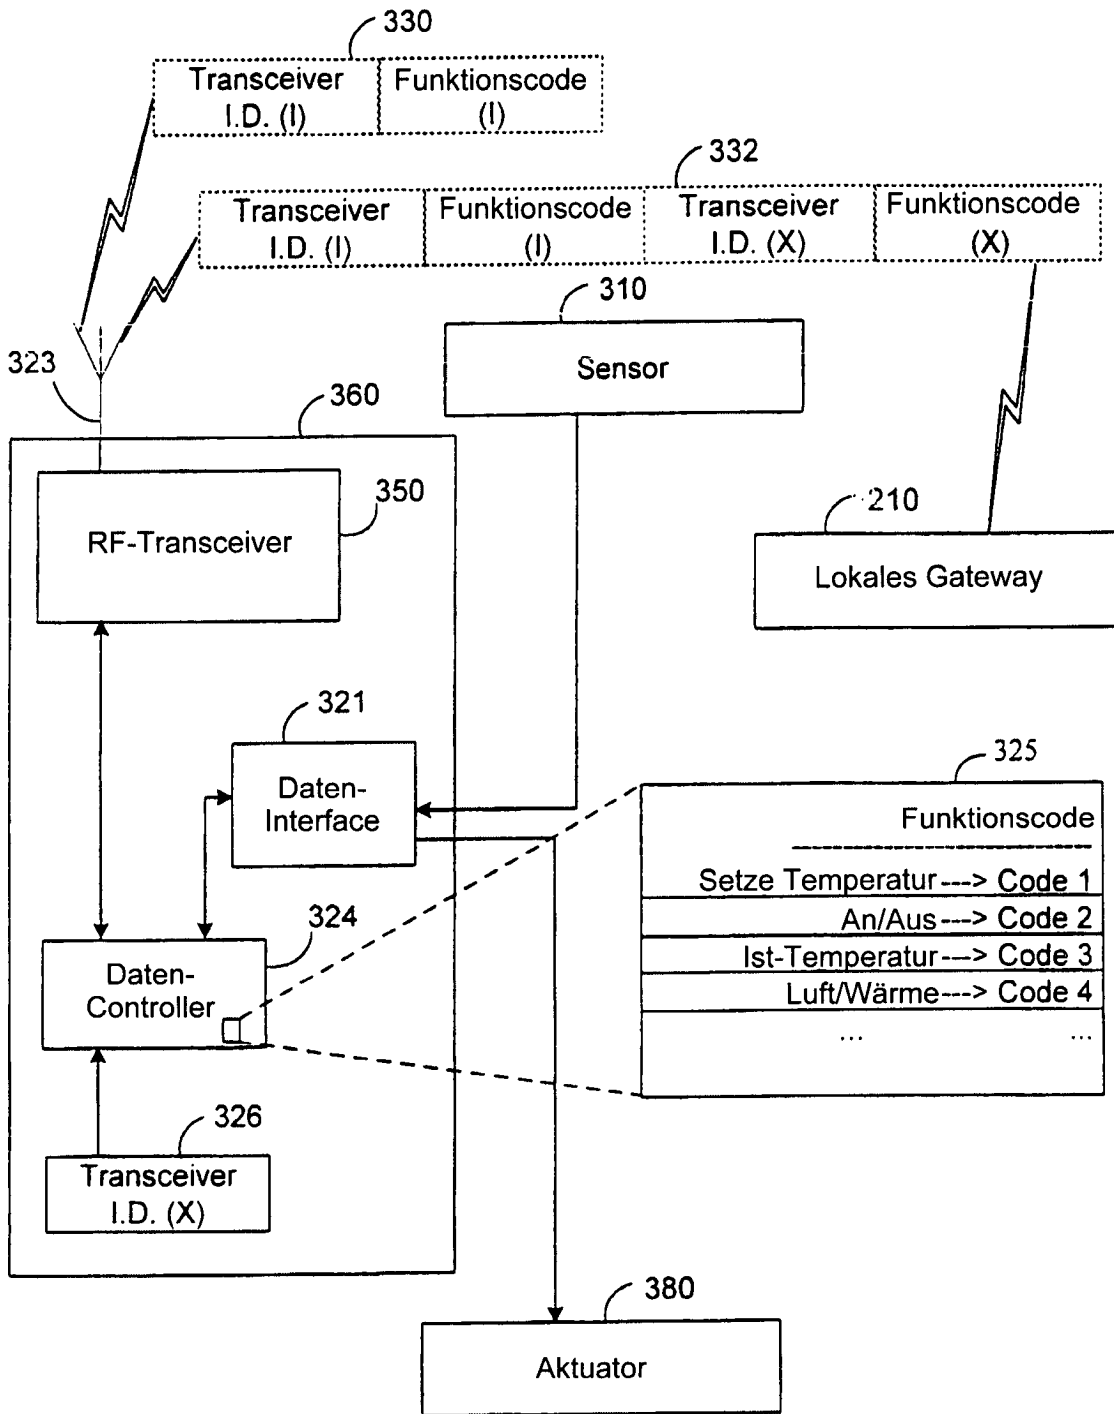 330
Transceiver Funktionscode
I.D. (I) (I)
332
Transceiver Funktionscode Transceiver Funktionscode
I.D. (I) (I) I.D. (X) (X)
310
Sensor
323
360
350
RF-Transceiver
210
Lokales Gateway
321
Daten-
Interface
325
Funktionscode
Setze Temperatur---> Code 1
An/Aus---> Code 2
Ist-Temperatur---> Code 3
Luft/Wärme---> Code 4
... ...
324
Daten-
Controller
326
Transceiver
I.D. (X)
380
Aktuator